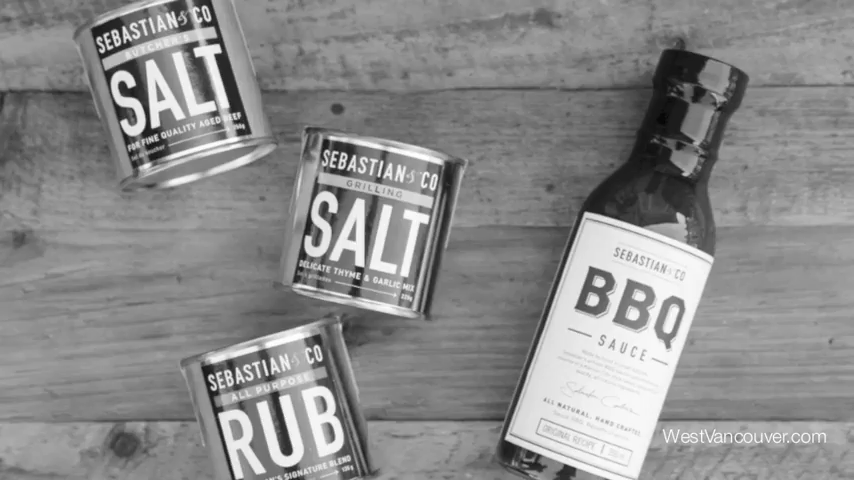 SEBASTIAN & CO
BUTCHER'S
SALT
FOR FINE QUALITY AGED BEEF
SEBASTIAN & CO
GRILLING
SALT
DELICATE THYME & GARLIC MIX
SEBASTIAN & CO
ALL PURPOSE
RUB
SIGNATURE BLEND
SEBASTIAN & CO
BBQ
SAUCE
ALL NATURAL, HAND CRAFTED
ORIGINAL RECIPE
WestVancouver.com